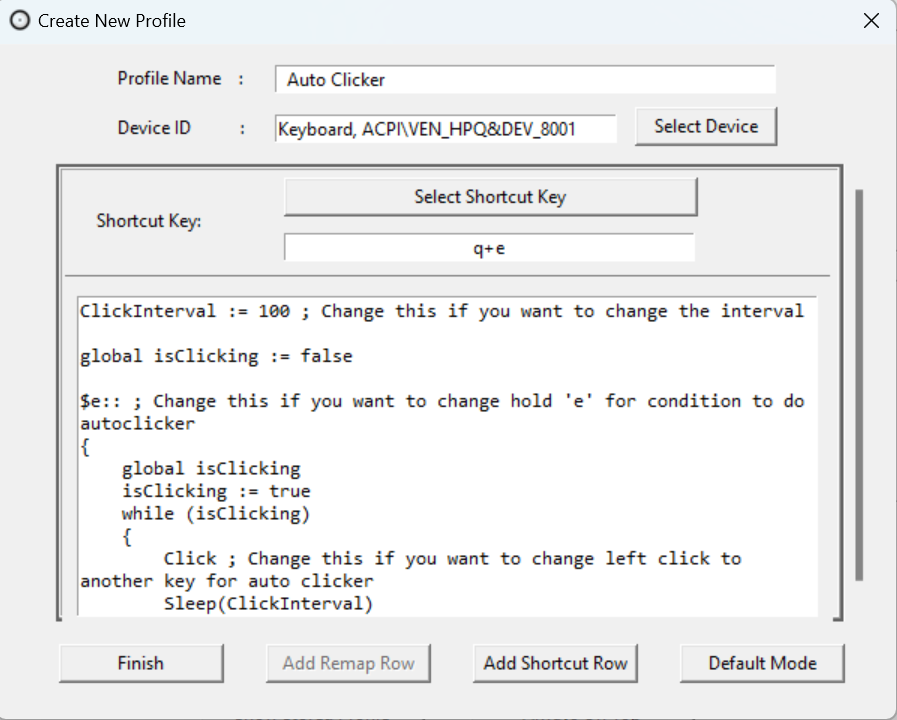 Create New Profile
Profile Name :
Auto Clicker
Device ID :
Keyboard, ACPI\VEN_HPQ&DEV_8001
Select Device
Select Shortcut Key
Shortcut Key:
q+e
ClickInterval := 100 ; Change this if you want to change the interval
global isClicking := false
$e:: ; Change this if you want to change hold 'e' for condition to do
autoclicker
{
    global isClicking
    isClicking := true
    while (isClicking)
    {
        Click ; Change this if you want to change left click to
another key for auto clicker
        Sleep(ClickInterval)
Finish
Add Remap Row
Add Shortcut Row
Default Mode